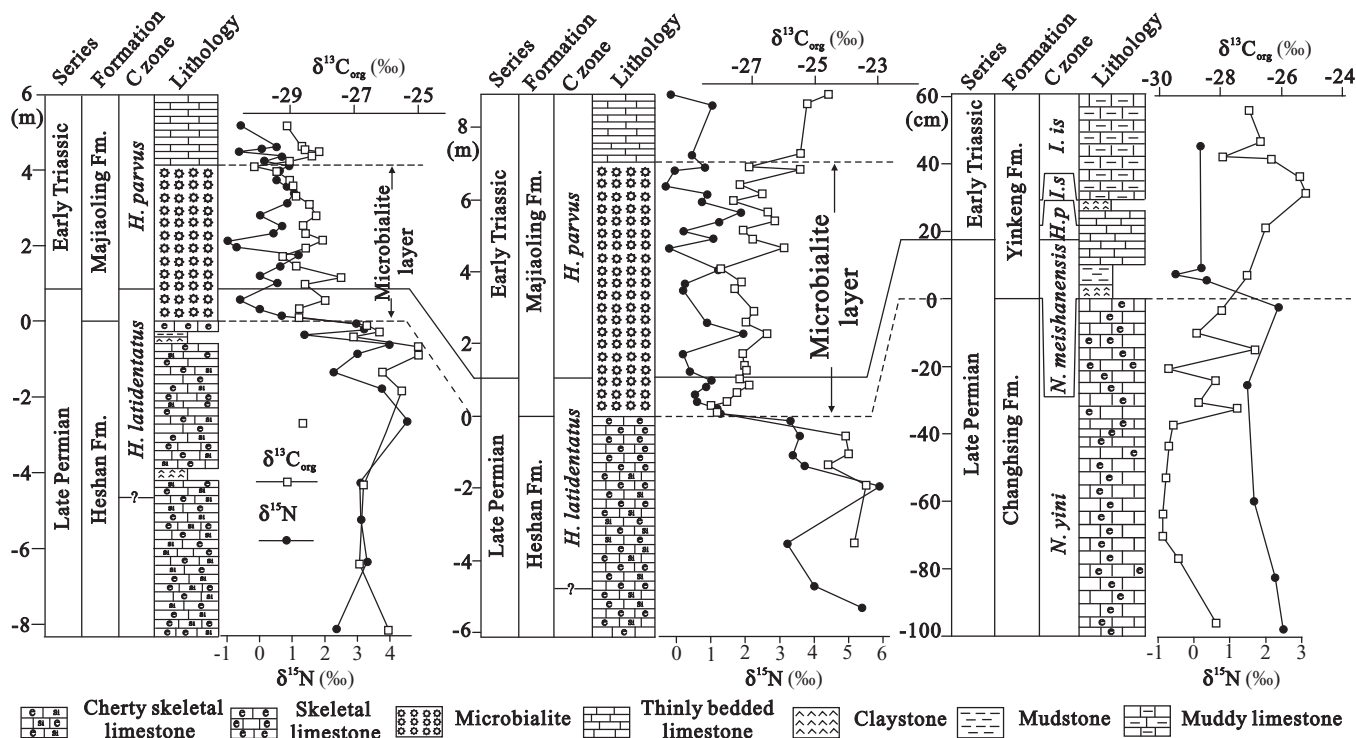 Series
Formation
C zone
Lithology
δ¹³Corg (‰)
-29 -27 -25
6
(m)
4
2
0
-2
-4
-6
-8
Early Triassic
Late Permian
Majiaoling Fm.
Heshan Fm.
H. parvus
H. latidentatus
?
Microbialite
layer
δ¹³Corg
δ¹⁵N
-1 0 1 2 3 4
δ¹⁵N (‰)
Series
Formation
C zone
Lithology
δ¹³Corg (‰)
-27 -25 -23
8
(m)
6
4
2
0
-2
-4
-6
Early Triassic
Late Permian
Majiaoling Fm.
Heshan Fm.
H. parvus
H. latidentatus
?
Microbialite
layer
0 1 2 3 4 5 6
δ¹⁵N (‰)
Series
Formation
C zone
Lithology
δ¹³Corg (‰)
-30 -28 -26 -24
60
(cm)
40
20
0
-20
-40
-60
-80
-100
Early Triassic
Late Permian
Yinkeng Fm.
Changhsing Fm.
I. is
I.s
H.p
N. meishanensis
N. yini
-1 0 2 3
δ¹⁵N (‰)
Cherty skeletal
limestone
Skeletal
limestone
Microbialite
Thinly bedded
limestone
Claystone
Mudstone
Muddy limestone